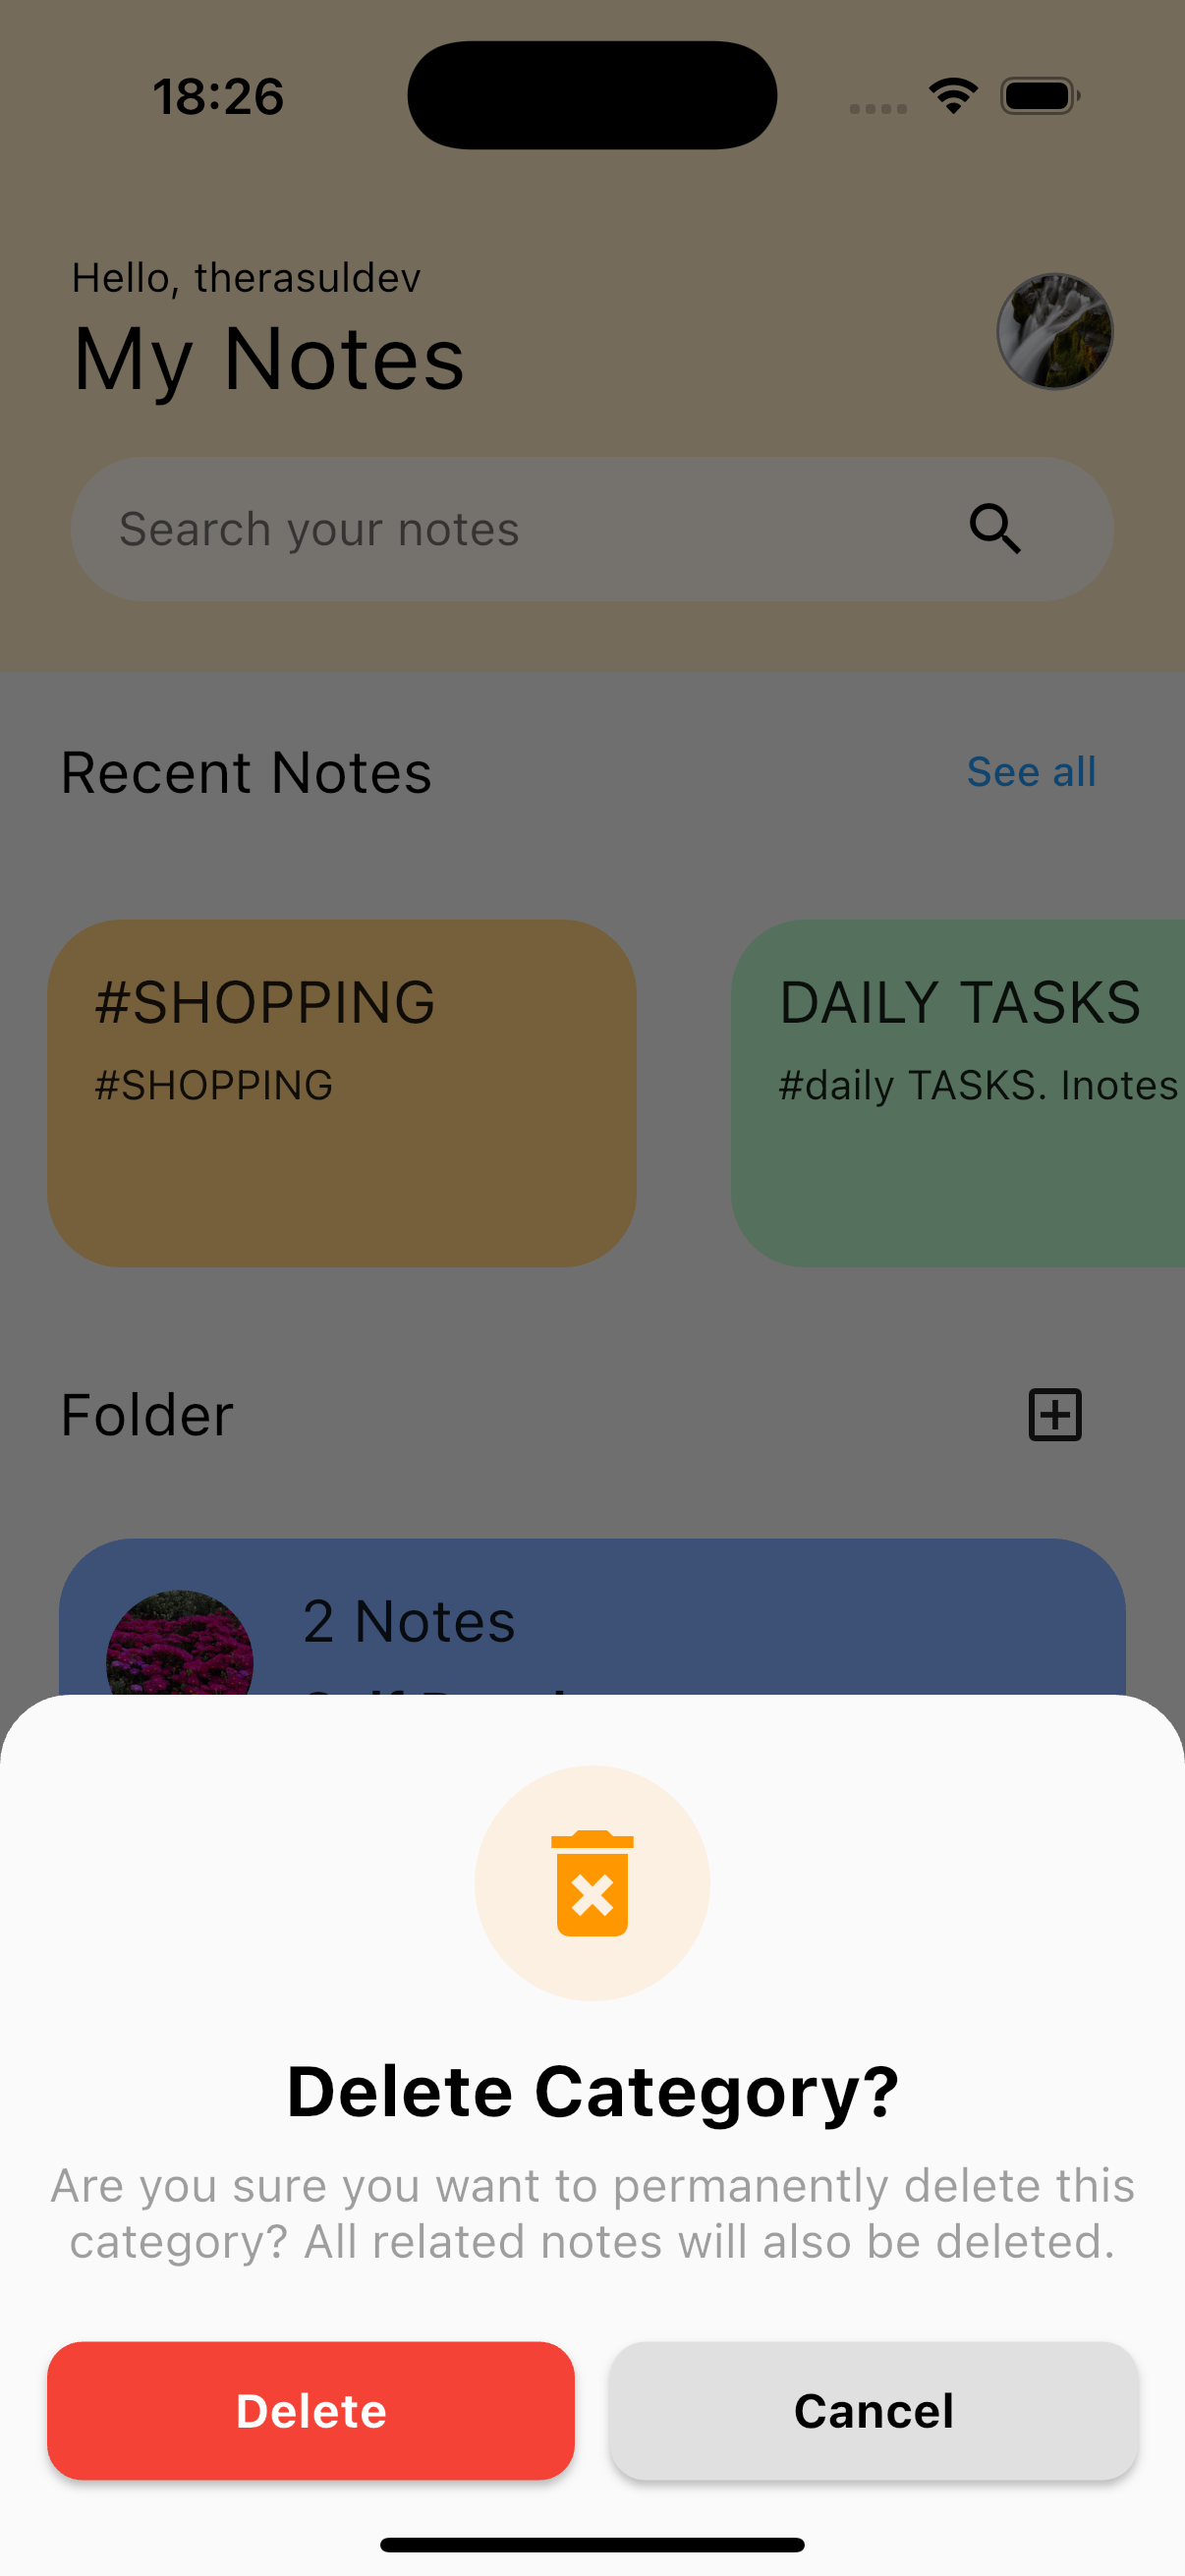 18:26
Hello, therasuldev
My Notes
Search your notes
Recent Notes
See all
#SHOPPING
#SHOPPING
DAILY TASKS
#daily TASKS. Inotes
Folder
2 Notes
Delete Category?
Are you sure you want to permanently delete this
category? All related notes will also be deleted.
Delete
Cancel